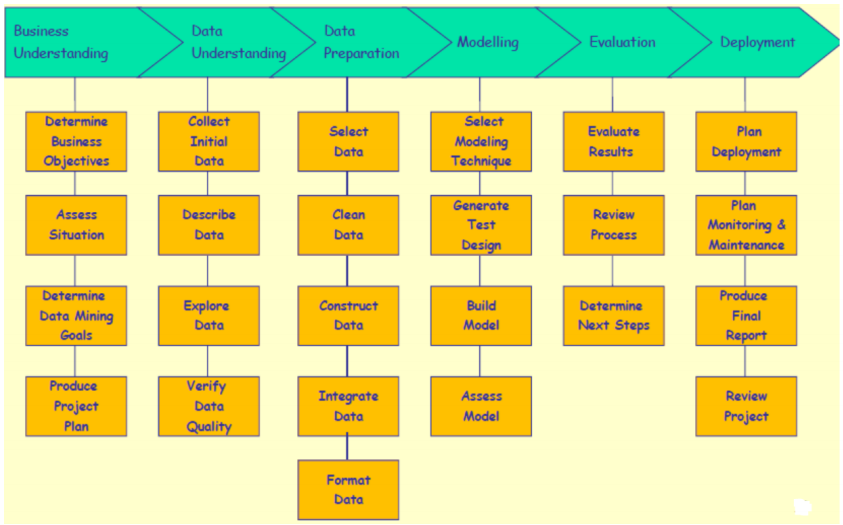 Business
Understanding
Data
Understanding
Data
Preparation
Modelling
Evaluation
Deployment
Determine
Business
Objectives
Assess
Situation
Determine
Data Mining
Goals
Produce
Project
Plan
Collect
Initial
Data
Describe
Data
Explore
Data
Verify
Data
Quality
Select
Data
Clean
Data
Construct
Data
Integrate
Data
Format
Data
Select
Modeling
Technique
Generate
Test
Design
Build
Model
Assess
Model
Evaluate
Results
Review
Process
Determine
Next Steps
Plan
Deployment
Plan
Monitoring &
Maintenance
Produce
Final
Report
Review
Project